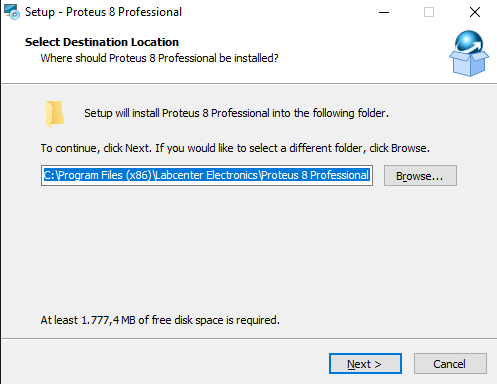 Setup - Proteus 8 Professional
Select Destination Location
Where should Proteus 8 Professional be installed?
Setup will install Proteus 8 Professional into the following folder.
To continue, click Next. If you would like to select a different folder, click Browse.
C:\Program Files (x86)\Labcenter Electronics\Proteus 8 Professional
Browse...
At least 1.777,4 MB of free disk space is required.
Next >
Cancel